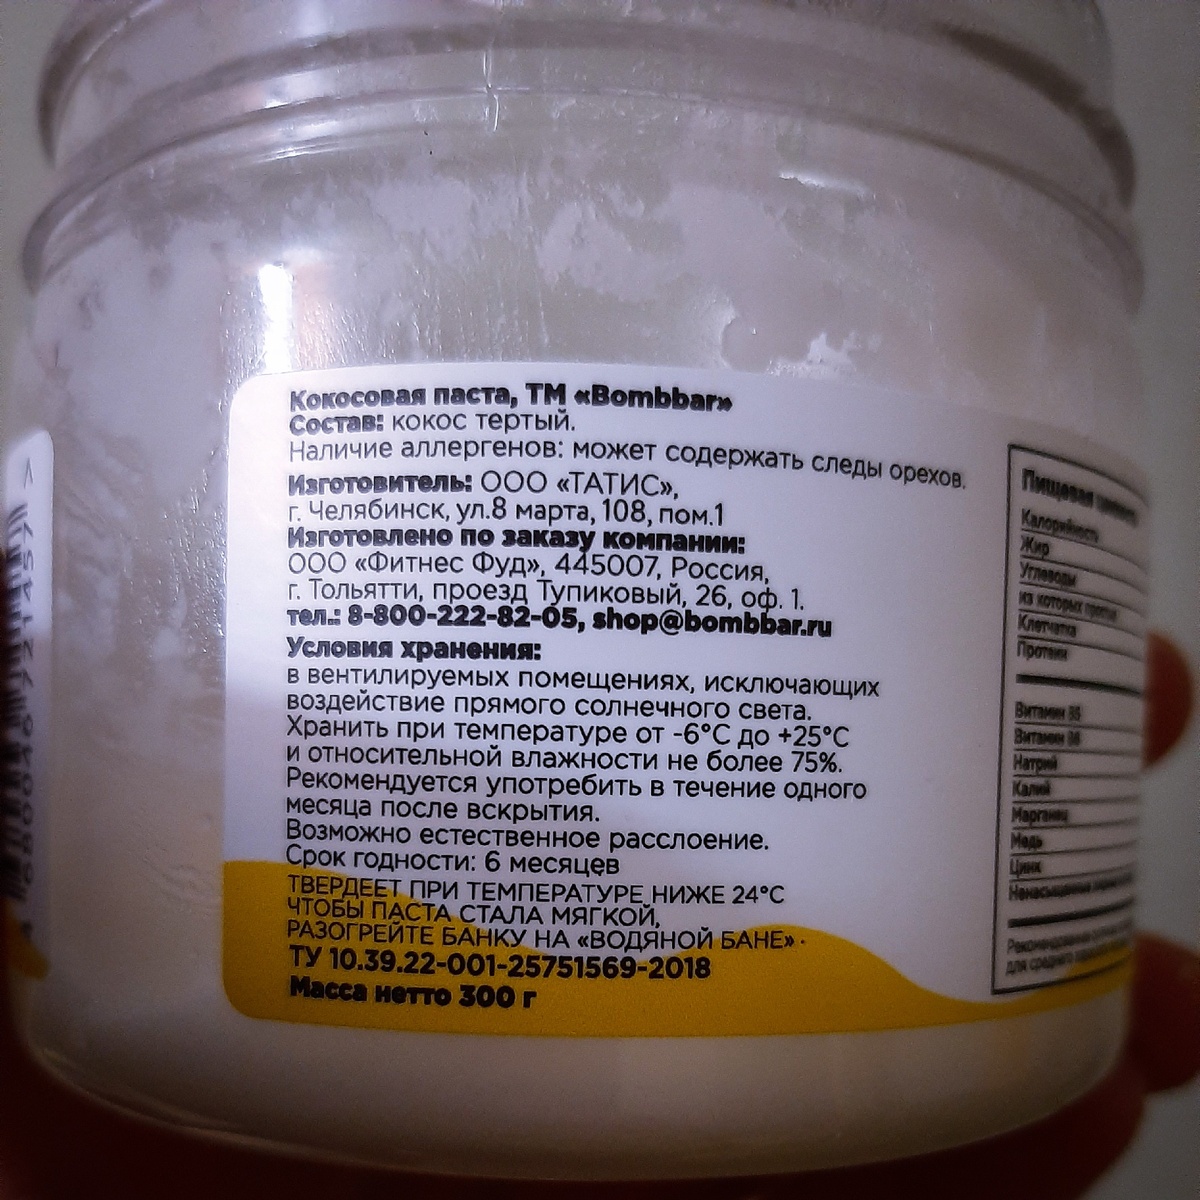 Кокосовая паста, ТМ «Bombbar»
Состав: кокос тертый.
Наличие аллергенов: может содержать следы орехов.
Изготовитель: ООО «ТАТИС»,
г. Челябинск, ул.8 марта, 108, пом.1
Изготовлено по заказу компании:
ООО «Фитнес Фуд», 445007, Россия,
г. Тольятти, проезд Тупиковый, 26, оф. 1.
тел.: 8-800-222-82-05, shop@bombbar.ru
Условия хранения:
в вентилируемых помещениях, исключающих
воздействие прямого солнечного света.
Хранить при температуре от -6°C до +25°C
и относительной влажности не более 75%.
Рекомендуется употребить в течение одного
месяца после вскрытия.
Возможно естественное расслоение.
Срок годности: 6 месяцев
ТВЕРДЕЕТ ПРИ ТЕМПЕРАТУРЕ НИЖЕ 24°C
ЧТОБЫ ПАСТА СТАЛА МЯГКОЙ,
РАЗОГРЕЙТЕ БАНКУ НА «ВОДЯНОЙ БАНЕ» ·
ТУ 10.39.22-001-25751569-2018
Масса нетто 300 г
Пищевая
Калорийность
Жир
Углеводы
из которых
Клетчатка
Протеин
Витамин B5
Витамин B6
Натрий
Калий
Марганец
Медь
Цинк
Ненасыщенные
для среднего